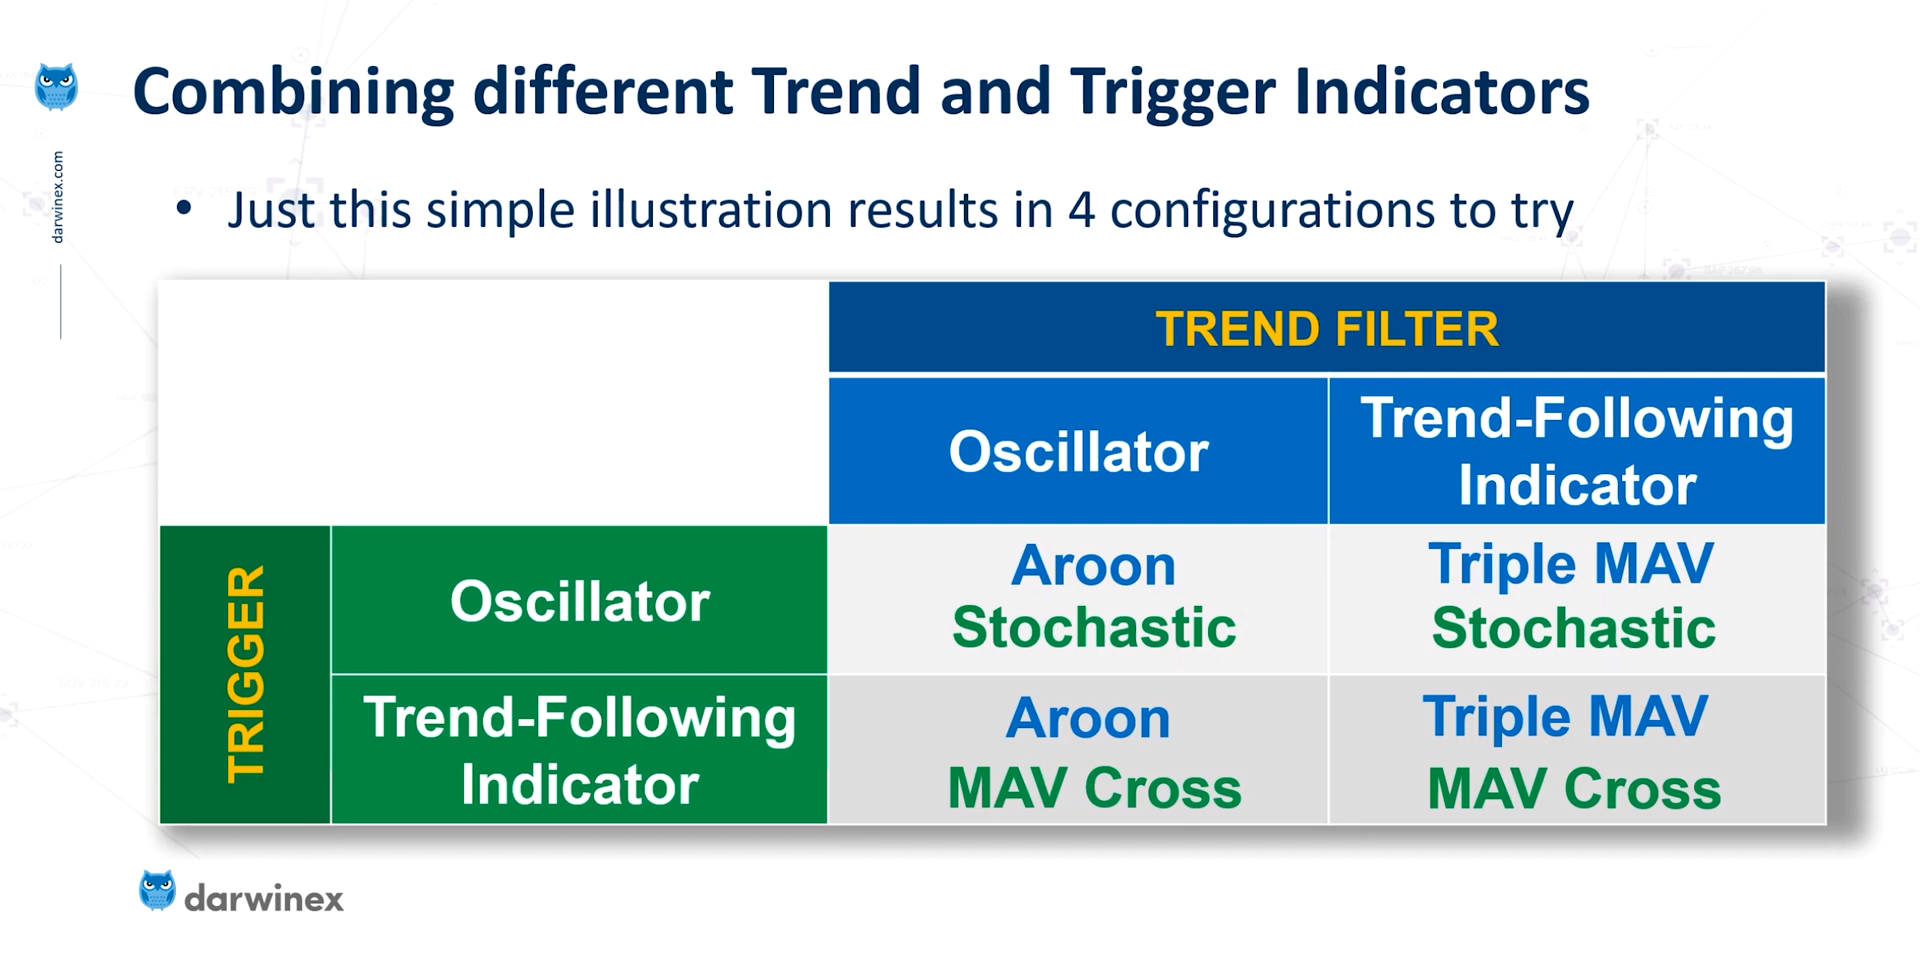 Combining different Trend and Trigger Indicators
darwinex.com
• Just this simple illustration results in 4 configurations to try
TREND FILTER
Oscillator
Trend-Following
Indicator
TRIGGER
Oscillator
Aroon
Stochastic
Triple MAV
Stochastic
Trend-Following
Indicator
Aroon
MAV Cross
Triple MAV
MAV Cross
darwinex